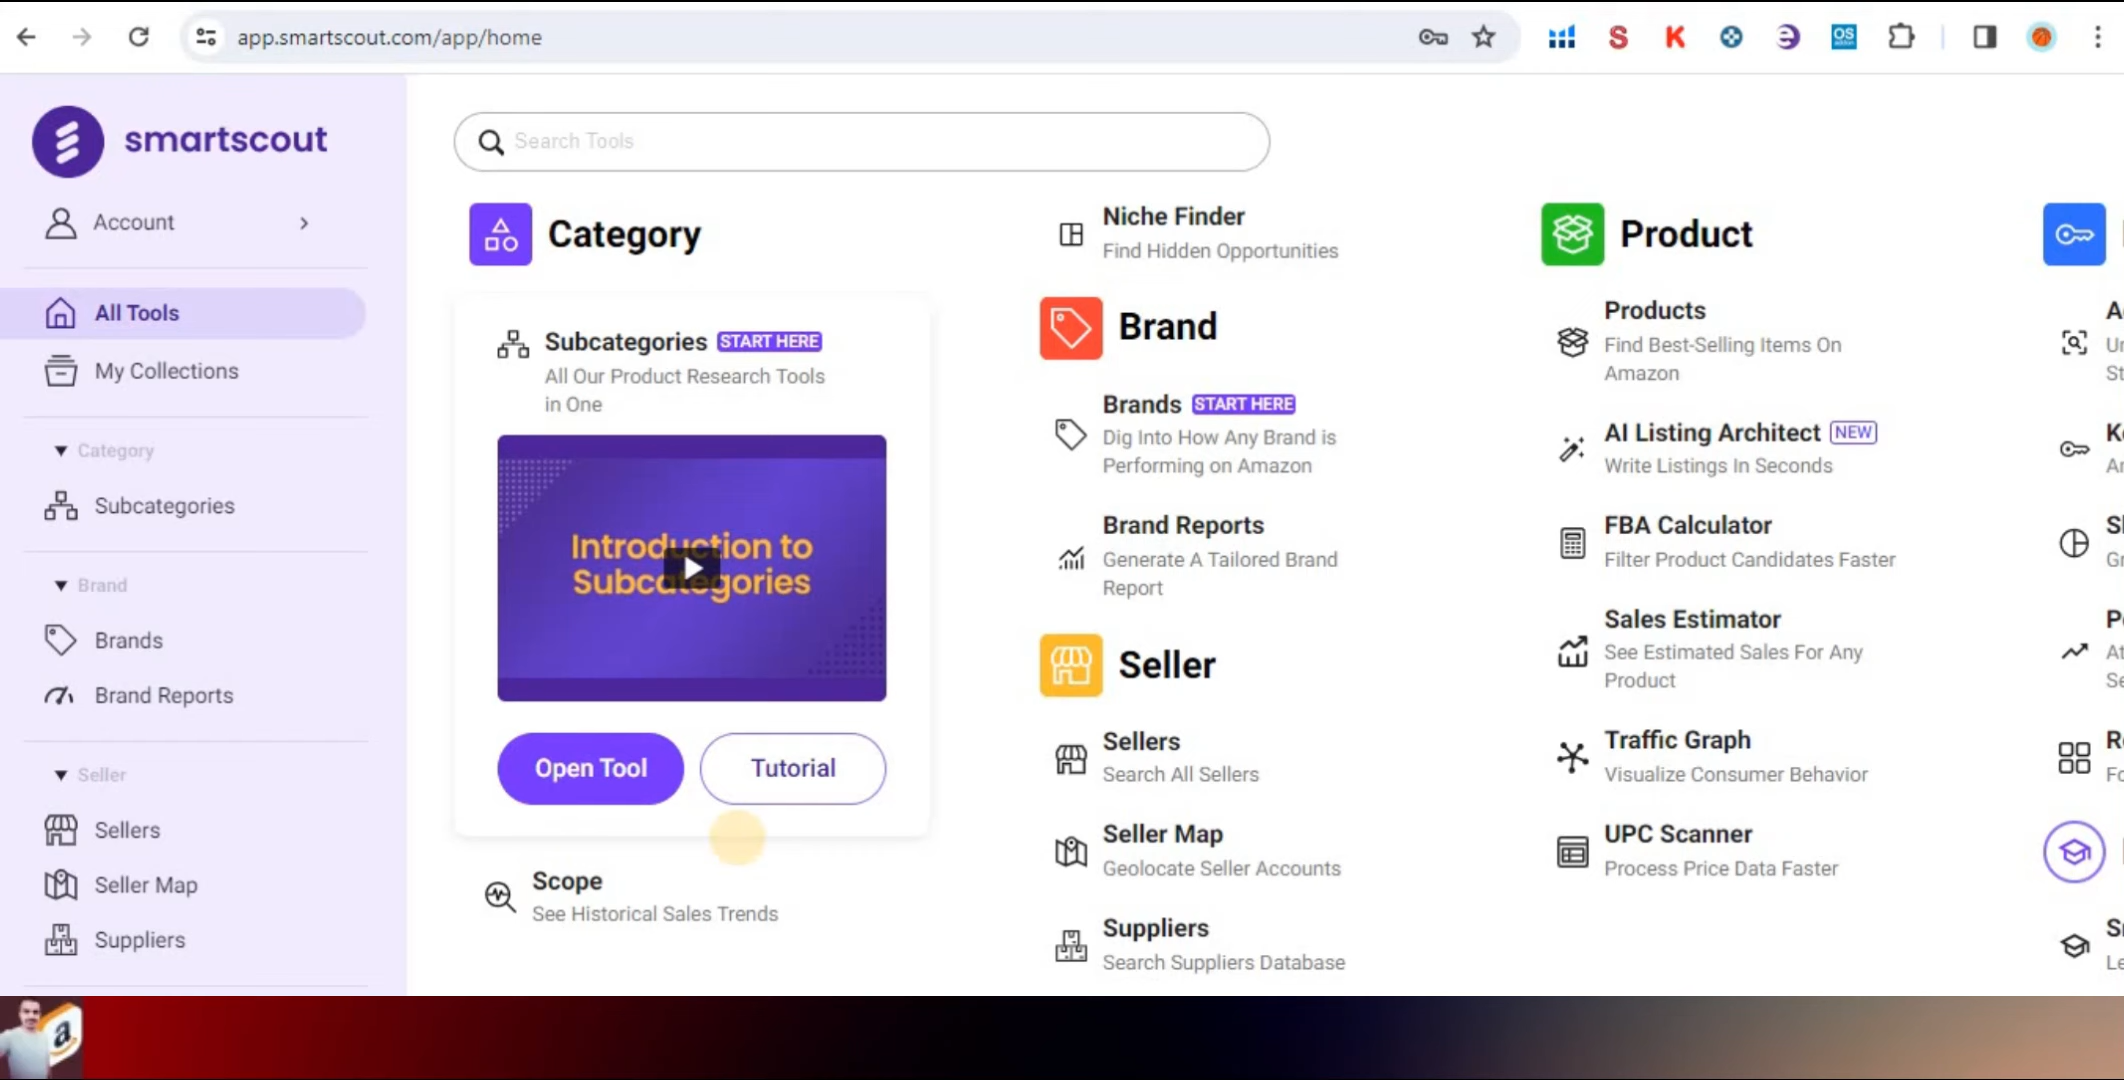 app.smartscout.com/app/home
smartscout
Account
All Tools
My Collections
Category
Subcategories
Brand
Brands
Brand Reports
Seller
Sellers
Seller Map
Suppliers
Search Tools
Category
Subcategories START HERE
All Our Product Research Tools
in One
Introduction to
Subcategories
Open Tool
Tutorial
Scope
See Historical Sales Trends
Niche Finder
Find Hidden Opportunities
Brand
Brands START HERE
Dig Into How Any Brand is
Performing on Amazon
Brand Reports
Generate A Tailored Brand
Report
Seller
Sellers
Search All Sellers
Seller Map
Geolocate Seller Accounts
Suppliers
Search Suppliers Database
Product
Products
Find Best-Selling Items On
Amazon
AI Listing Architect NEW
Write Listings In Seconds
FBA Calculator
Filter Product Candidates Faster
Sales Estimator
See Estimated Sales For Any
Product
Traffic Graph
Visualize Consumer Behavior
UPC Scanner
Process Price Data Faster